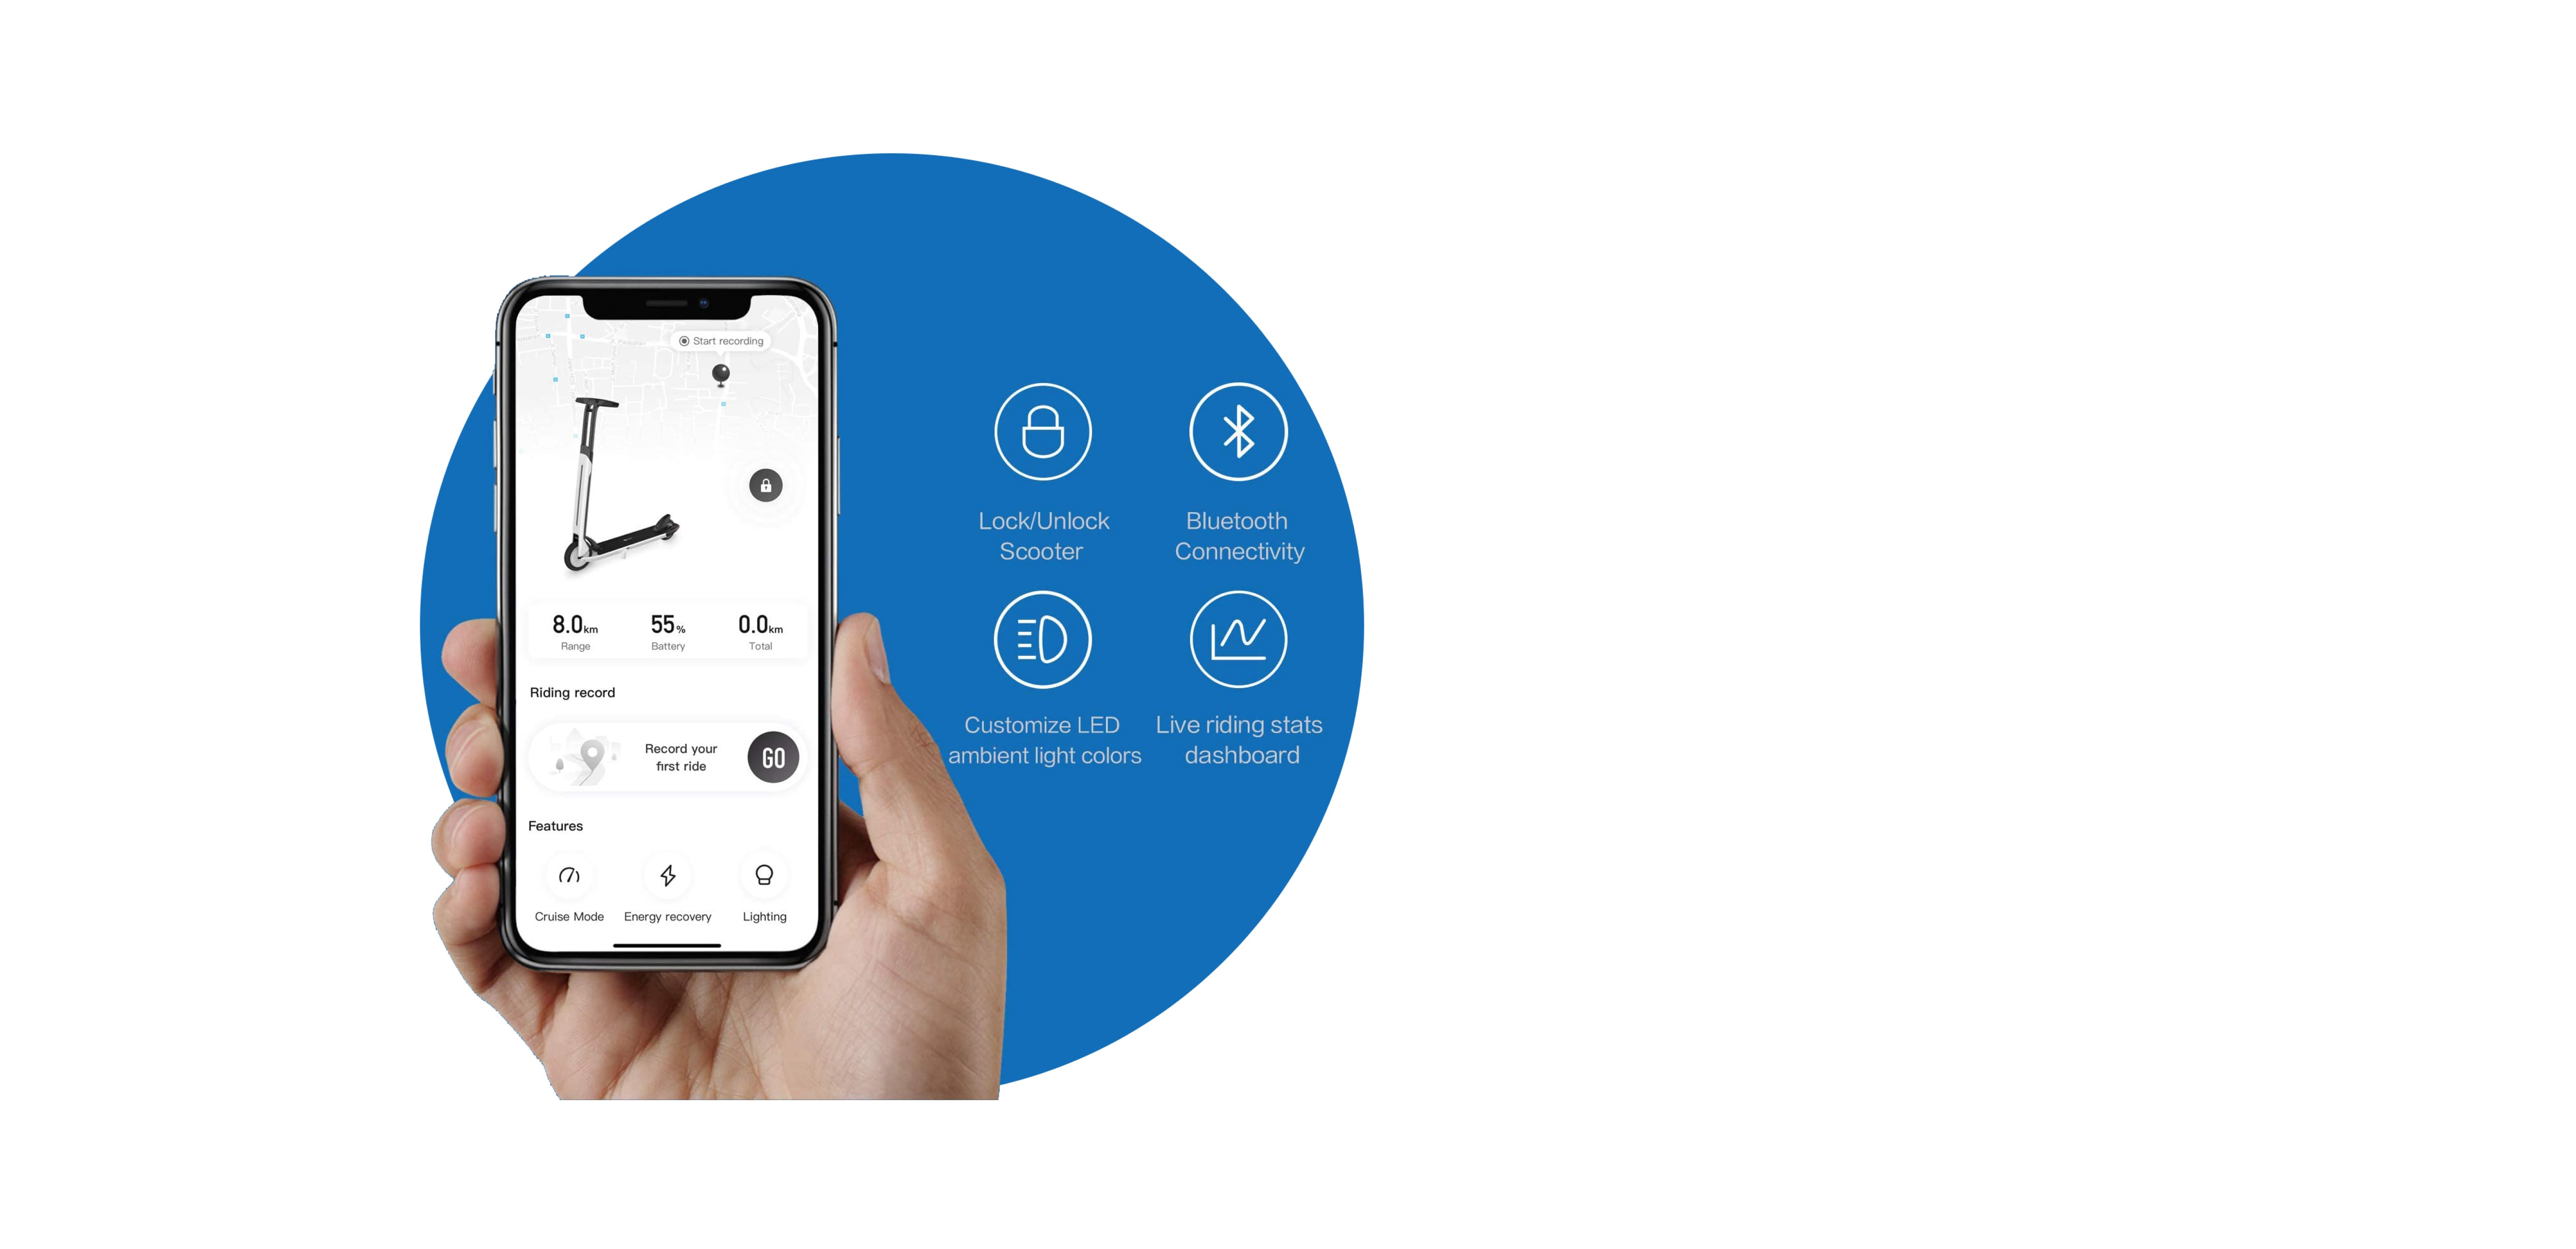 Start recording
8.0km
55%
0.0km
Range
Battery
Total
Riding record
Record your
first ride
GO
Features
Cruise Mode
Energy recovery
Lighting
Lock/Unlock
Scooter
Bluetooth
Connectivity
Customize LED
ambient light colors
Live riding stats
dashboard